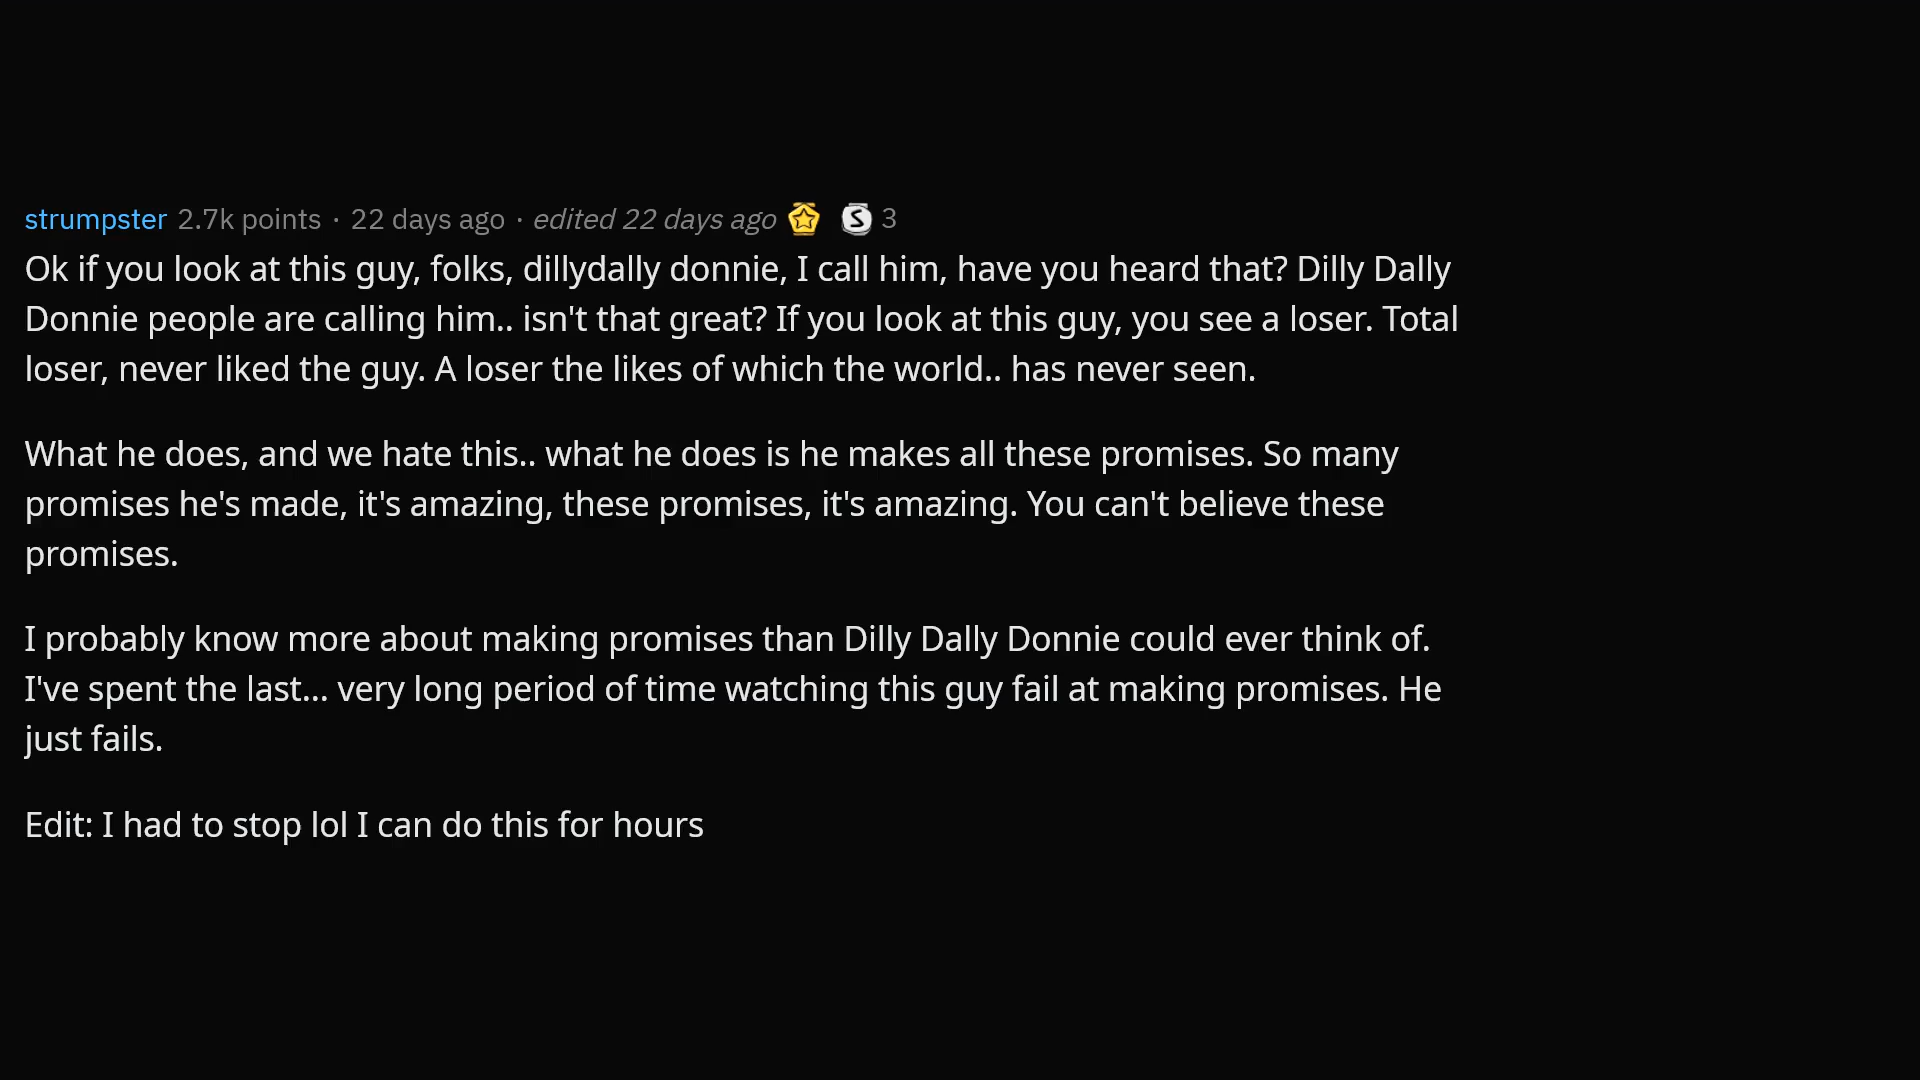 strumpster 2.7k points · 22 days ago · edited 22 days ago S 3
Ok if you look at this guy, folks, dillydally donnie, I call him, have you heard that? Dilly Dally
Donnie people are calling him.. isn't that great? If you look at this guy, you see a loser. Total
loser, never liked the guy. A loser the likes of which the world.. has never seen.
What he does, and we hate this.. what he does is he makes all these promises. So many
promises he's made, it's amazing, these promises, it's amazing. You can't believe these
promises.
I probably know more about making promises than Dilly Dally Donnie could ever think of.
I've spent the last... very long period of time watching this guy fail at making promises. He
just fails.
Edit: I had to stop lol I can do this for hours